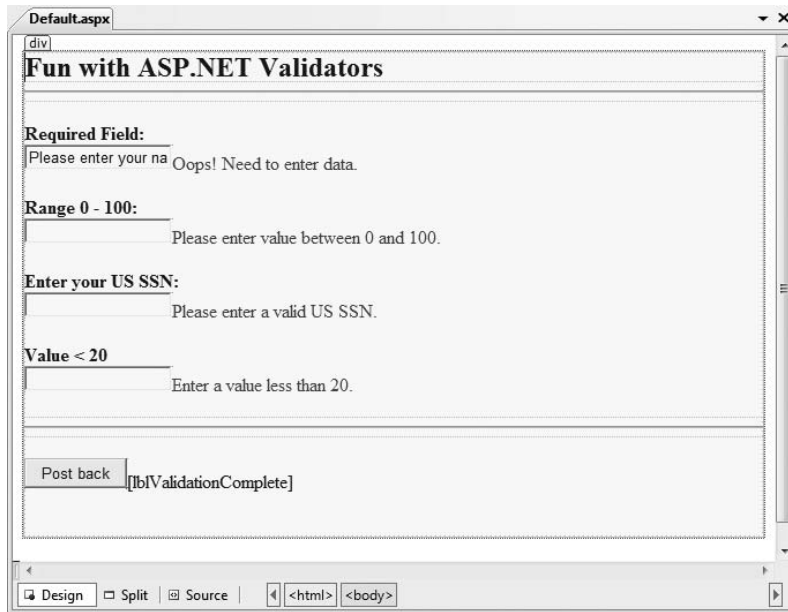 Default.aspx
div
Fun with ASP.NET Validators
Required Field:
Please enter your na Oops! Need to enter data.
Range 0 - 100:
Please enter value between 0 and 100.
Enter your US SSN:
Please enter a valid US SSN.
Value < 20
Enter a value less than 20.
Post back [lblValidationComplete]
Design Split Source <html> <body>